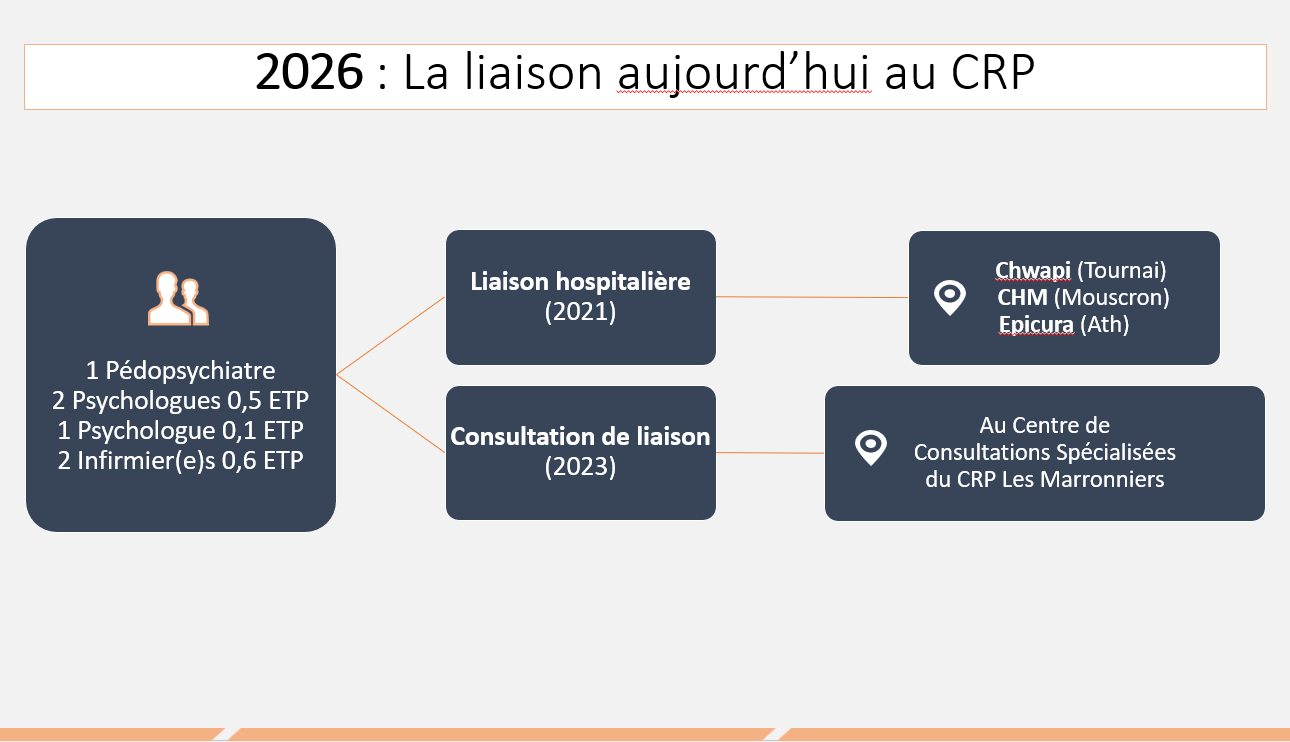 2026 : La liaison aujourd’hui au CRP
1 Pédopsychiatre
2 Psychologues 0,5 ETP
1 Psychologue 0,1 ETP
2 Infirmier(e)s 0,6 ETP
Liaison hospitalière
(2021)
Chwapi (Tournai)
CHM (Mouscron)
Epicura (Ath)
Consultation de liaison
(2023)
Au Centre de
Consultations Spécialisées
du CRP Les Marronniers